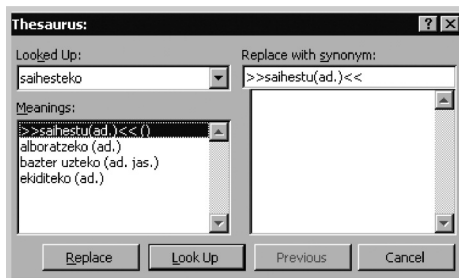 Thesaurus:
Looked Up:
saihesteko
Replace with synonym:
>>saihestu(ad.)<<
Meanings:
>>saihestu(ad.)<< ()
alboratzeko (ad.)
bazter uzteko (ad. jas.)
ekiditeko (ad.)
Replace
Look Up
Previous
Cancel